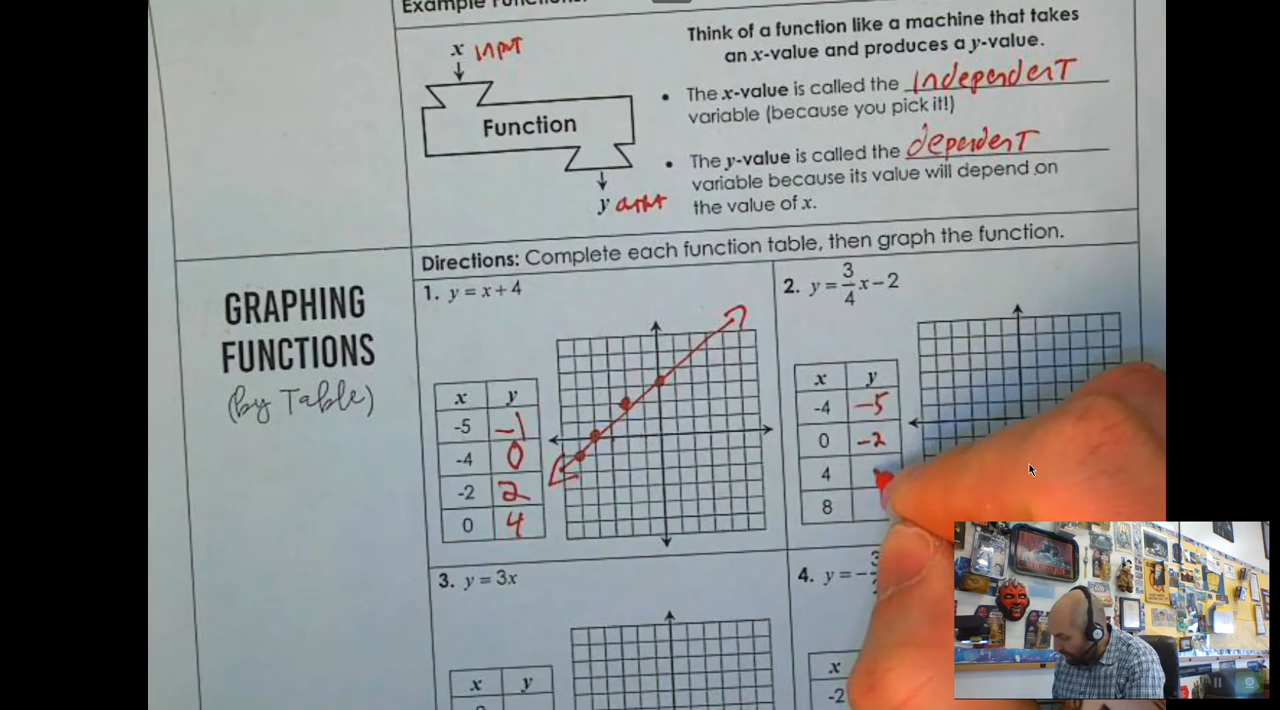 Example Functions:
Think of a function like a machine that takes
an x-value and produces a y-value.
x Input
Function
y
• The x-value is called the Independent
variable (because you pick it!)
• The y-value is called the dependent
variable because its value will depend on
the value of x.
GRAPHING
FUNCTIONS
(by Table)
Directions: Complete each function table, then graph the function.
1. y = x + 4
x y
-5 -1
-4 0
-2 2
0 4
2. y = 3/4 x - 2
x y
-4 -5
0 -2
4
8
3. y = 3x
x y
4. y = -
x
-2